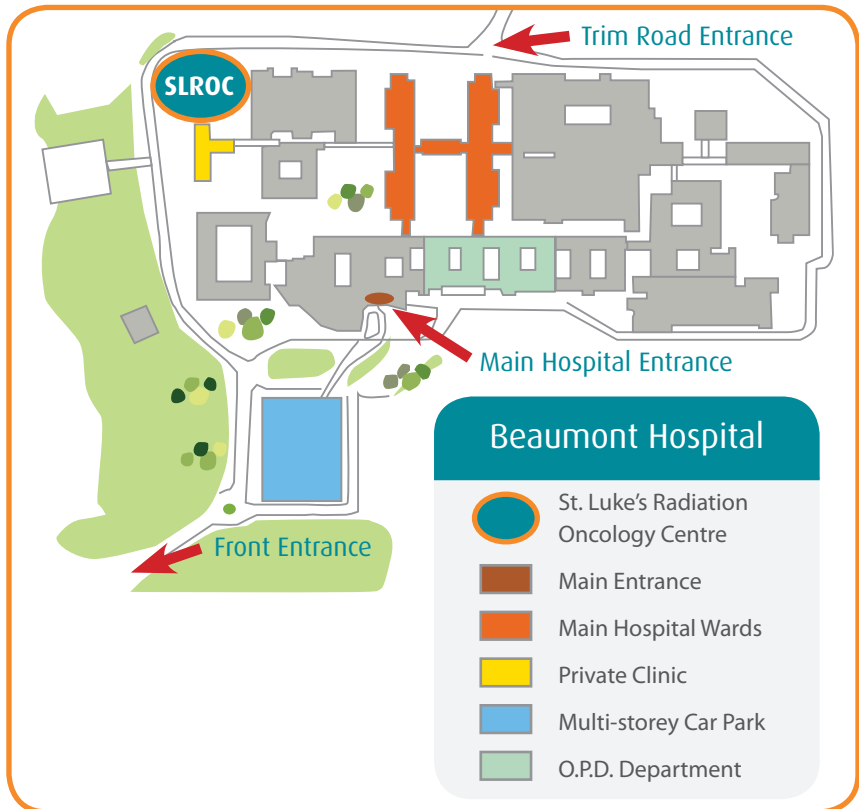 Trim Road Entrance
SLROC
Main Hospital Entrance
Front Entrance
Beaumont Hospital
St. Luke's Radiation
Oncology Centre
Main Entrance
Main Hospital Wards
Private Clinic
Multi-storey Car Park
O.P.D. Department